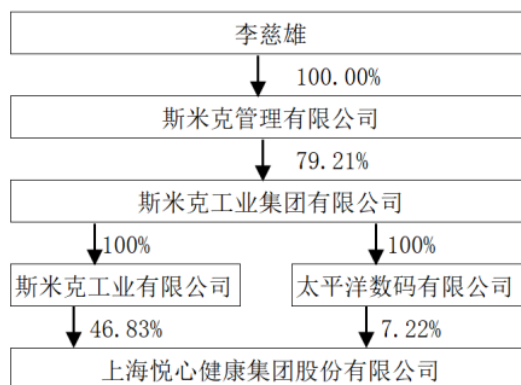 李慈雄
100.00%
斯米克管理有限公司
79.21%
斯米克工业集团有限公司
100% 100%
斯米克工业有限公司 太平洋数码有限公司
46.83% 7.22%
上海悦心健康集团股份有限公司